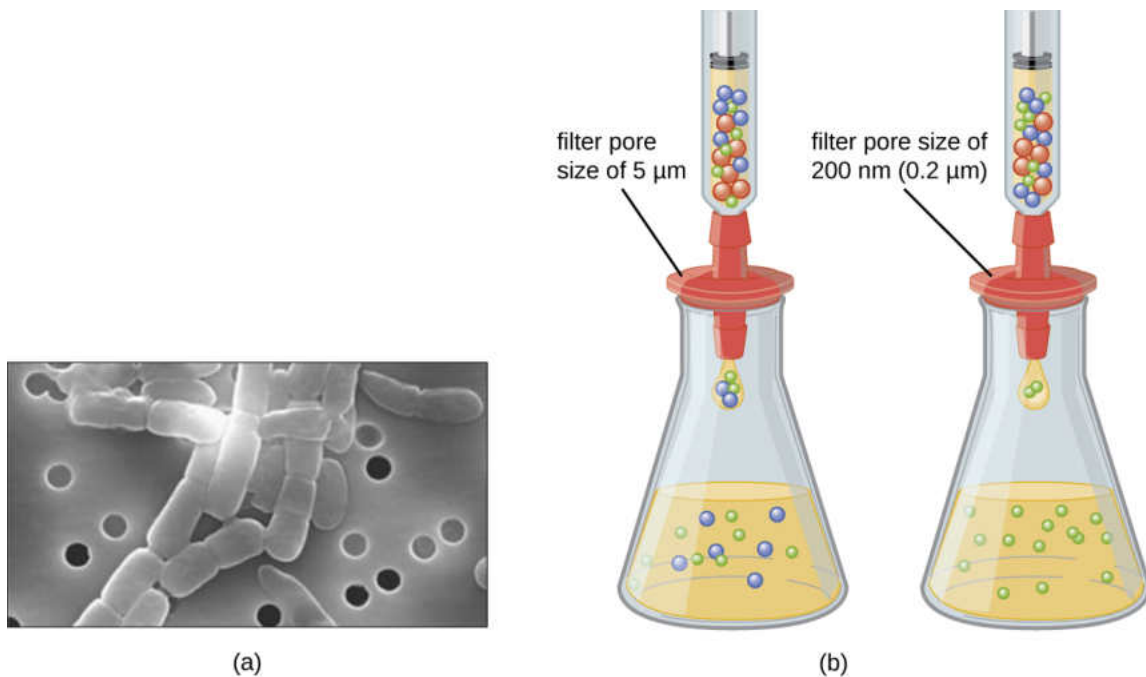 filter pore
size of 5 µm
filter pore size of
200 nm (0.2 µm)
(a)
(b)